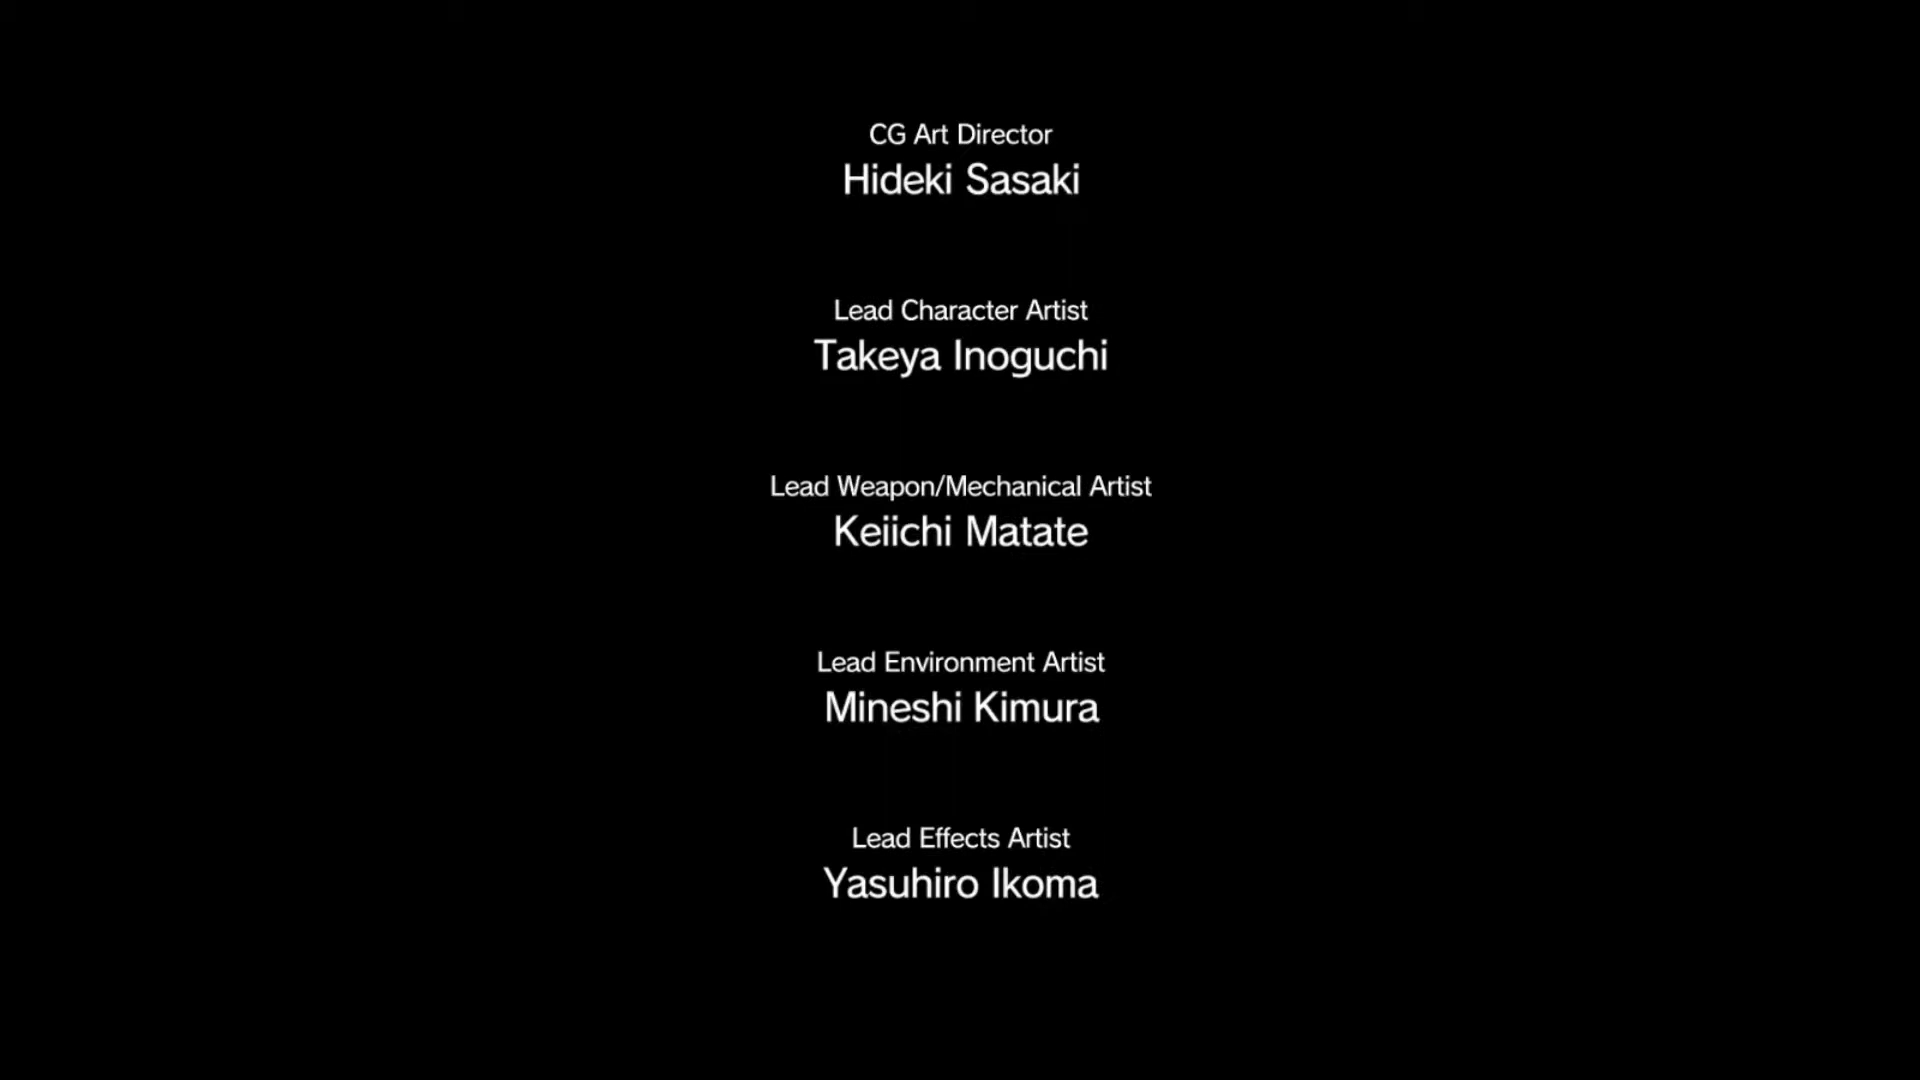 CG Art Director
Hideki Sasaki
Lead Character Artist
Takeya Inoguchi
Lead Weapon/Mechanical Artist
Keiichi Matate
Lead Environment Artist
Mineshi Kimura
Lead Effects Artist
Yasuhiro Ikoma